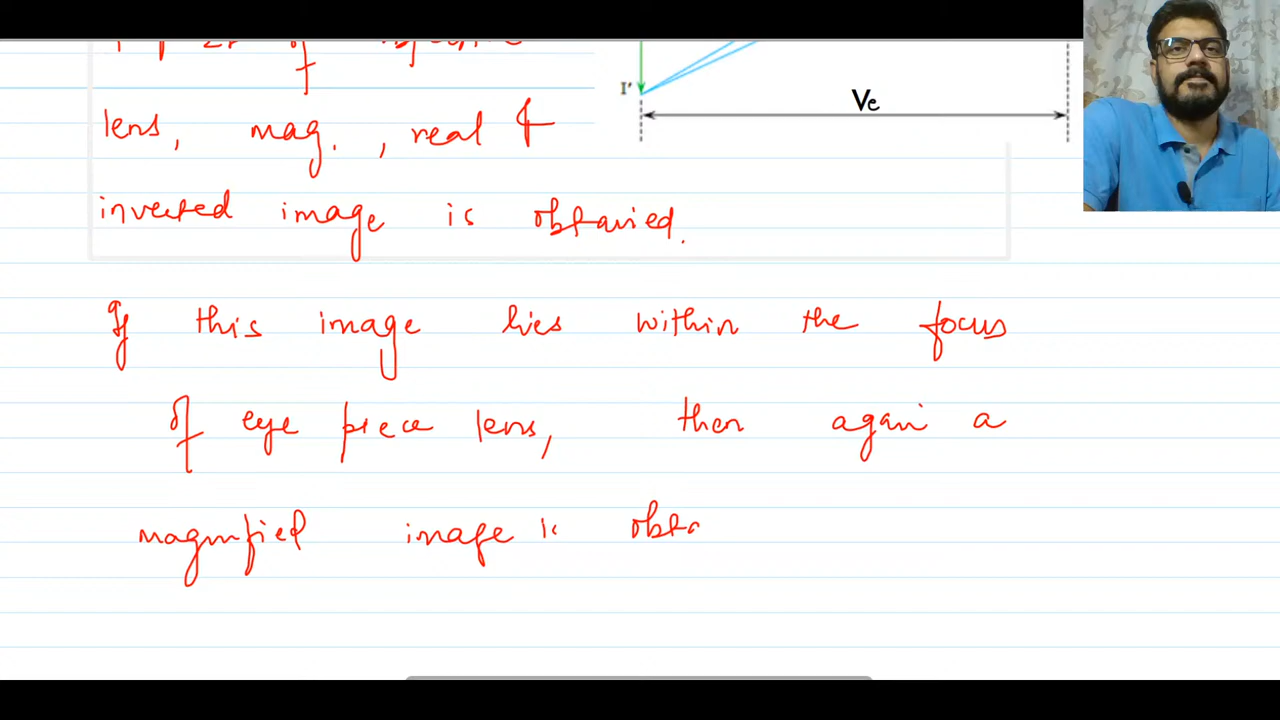 I'
Ve
lens, mag. , real &
inverted image is obtained.
If this image lies within the focus
of eye piece lens, then again a
magnified image is obta